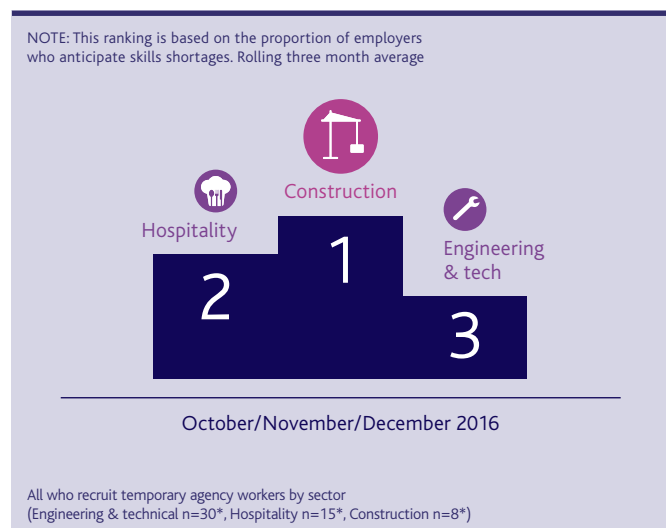 NOTE: This ranking is based on the proportion of employers
who anticipate skills shortages. Rolling three month average
Construction
Hospitality
Engineering
& tech
1
2
3
October/November/December 2016
All who recruit temporary agency workers by sector
(Engineering & technical n=30*, Hospitality n=15*, Construction n=8*)